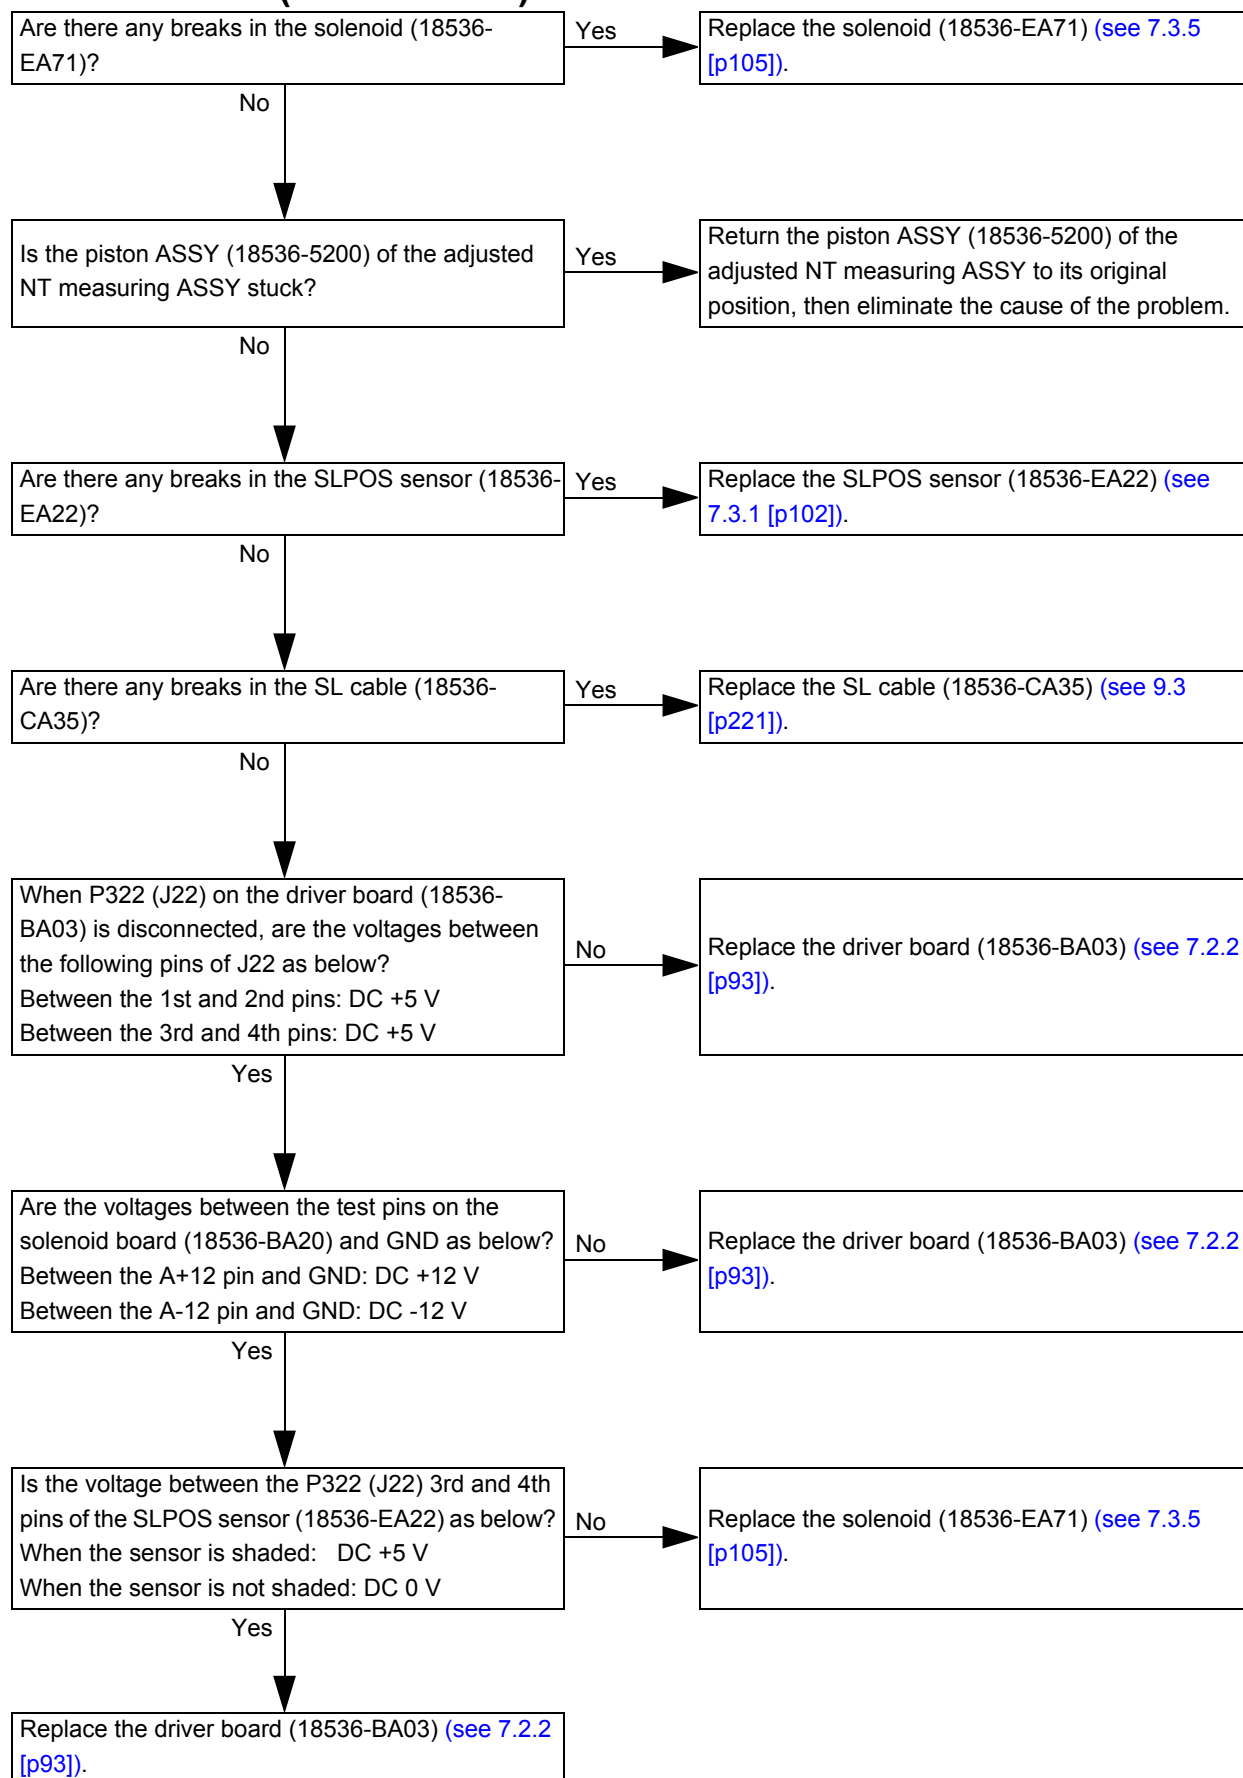 Are there any breaks in the solenoid (18536-
EA71)?
Yes
Replace the solenoid (18536-EA71) (see 7.3.5
[p105]).
No
Is the piston ASSY (18536-5200) of the adjusted
NT measuring ASSY stuck?
Yes
Return the piston ASSY (18536-5200) of the
adjusted NT measuring ASSY to its original
position, then eliminate the cause of the problem.
No
Are there any breaks in the SLPOS sensor (18536-
EA22)?
Yes
Replace the SLPOS sensor (18536-EA22) (see
7.3.1 [p102]).
No
Are there any breaks in the SL cable (18536-
CA35)?
Yes
Replace the SL cable (18536-CA35) (see 9.3
[p221]).
No
When P322 (J22) on the driver board (18536-
BA03) is disconnected, are the voltages between
the following pins of J22 as below?
Between the 1st and 2nd pins: DC +5 V
Between the 3rd and 4th pins: DC +5 V
No
Replace the driver board (18536-BA03) (see 7.2.2
[p93]).
Yes
Are the voltages between the test pins on the
solenoid board (18536-BA20) and GND as below?
Between the A+12 pin and GND: DC +12 V
Between the A-12 pin and GND: DC -12 V
No
Replace the driver board (18536-BA03) (see 7.2.2
[p93]).
Yes
Is the voltage between the P322 (J22) 3rd and 4th
pins of the SLPOS sensor (18536-EA22) as below?
When the sensor is shaded: DC +5 V
When the sensor is not shaded: DC 0 V
No
Replace the solenoid (18536-EA71) (see 7.3.5
[p105]).
Yes
Replace the driver board (18536-BA03) (see 7.2.2
[p93]).